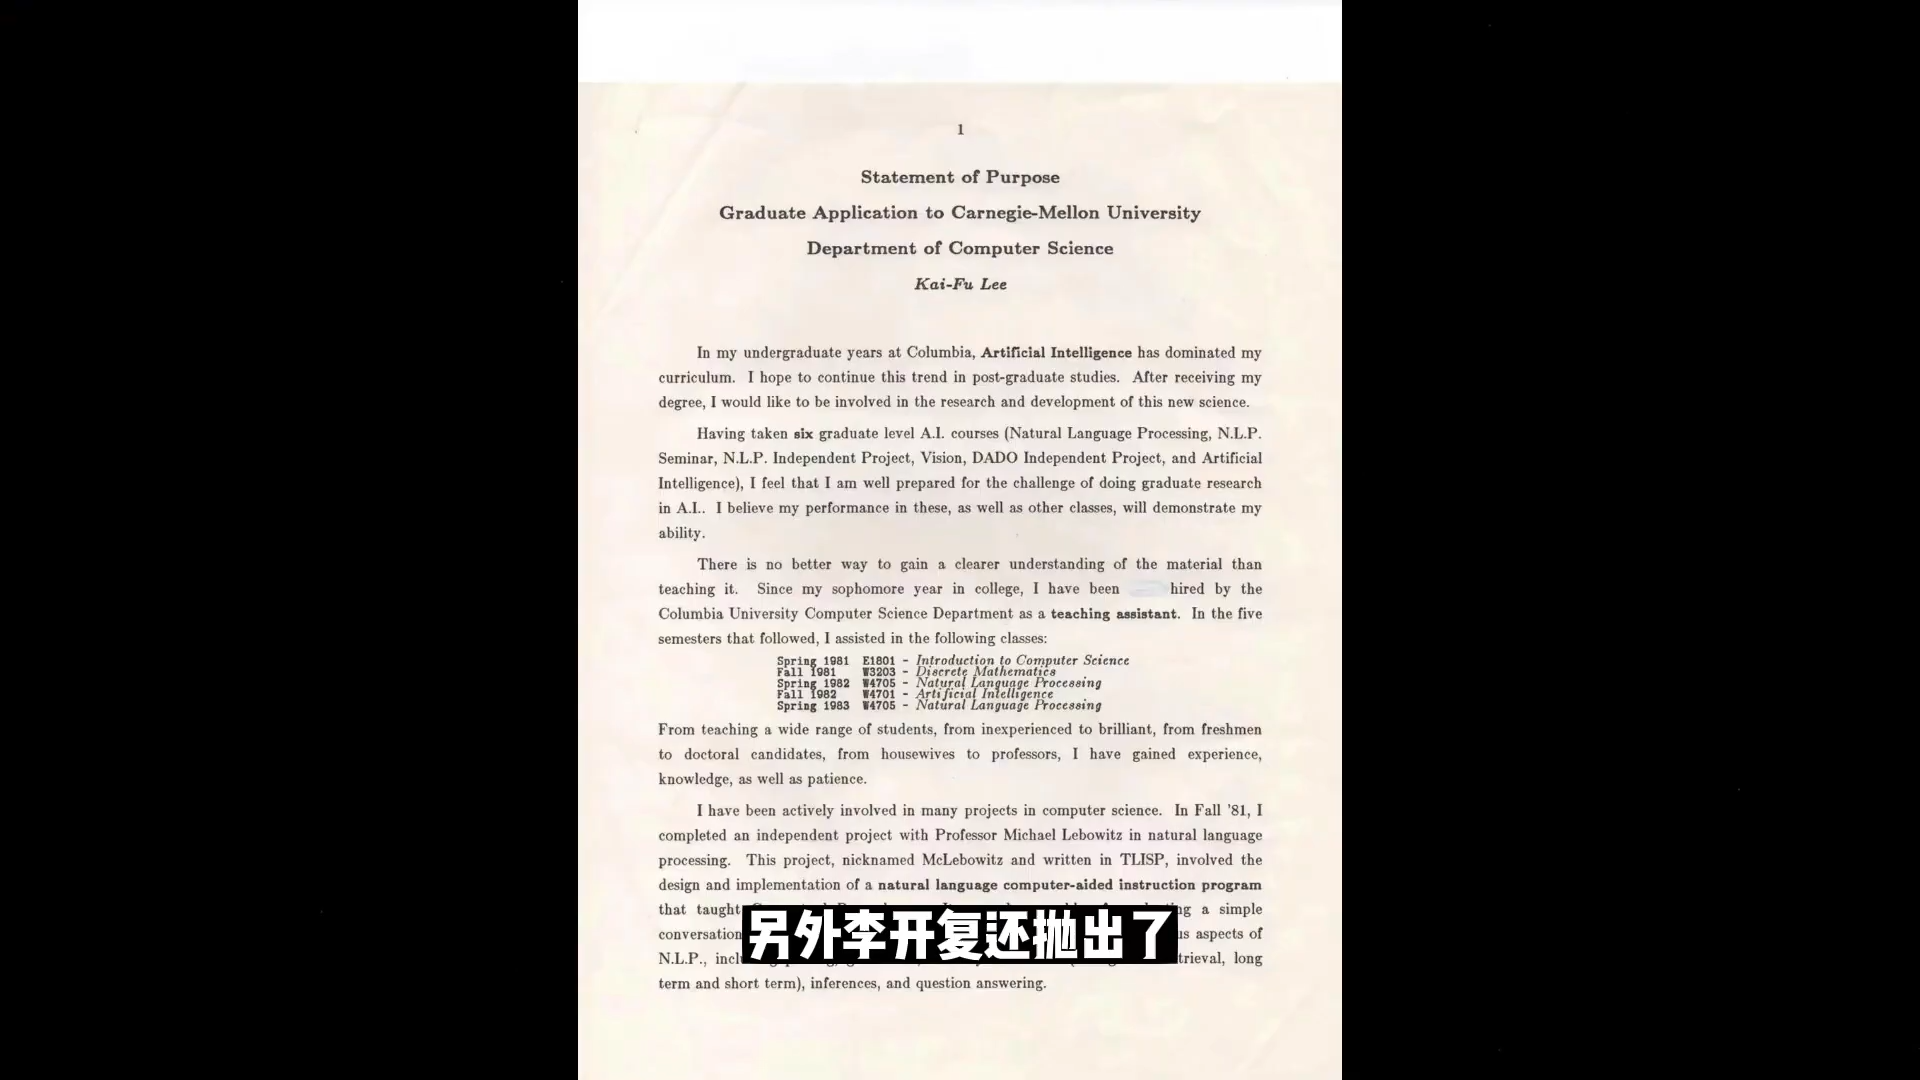 1
Statement of Purpose
Graduate Application to Carnegie-Mellon University
Department of Computer Science
Kai-Fu Lee
In my undergraduate years at Columbia, Artificial Intelligence has dominated my
curriculum. I hope to continue this trend in post-graduate studies. After receiving my
degree, I would like to be involved in the research and development of this new science.
Having taken six graduate level A.I. courses (Natural Language Processing, N.L.P.
Seminar, N.L.P. Independent Project, Vision, DADO Independent Project, and Artificial
Intelligence), I feel that I am well prepared for the challenge of doing graduate research
in A.I.. I believe my performance in these, as well as other classes, will demonstrate my
ability.
There is no better way to gain a clearer understanding of the material than
teaching it. Since my sophomore year in college, I have been hired by the
Columbia University Computer Science Department as a teaching assistant. In the five
semesters that followed, I assisted in the following classes:
Spring 1981 E1801 - Introduction to Computer Science
Fall 1981 W3203 - Discrete Mathematics
Spring 1982 W4705 - Natural Language Processing
Fall 1982 W4701 - Artificial Intelligence
Spring 1983 W4705 - Natural Language Processing
From teaching a wide range of students, from inexperienced to brilliant, from freshmen
to doctoral candidates, from housewives to professors, I have gained experience,
knowledge, as well as patience.
I have been actively involved in many projects in computer science. In Fall '81, I
completed an independent project with Professor Michael Lebowitz in natural language
processing. This project, nicknamed McLebowitz and written in TLISP, involved the
design and implementation of a natural language computer-aided instruction program
that taught a simple
conversation aspects of
N.L.P., long
term and short term), inferences, and question answering.
另外李开复还抛出了